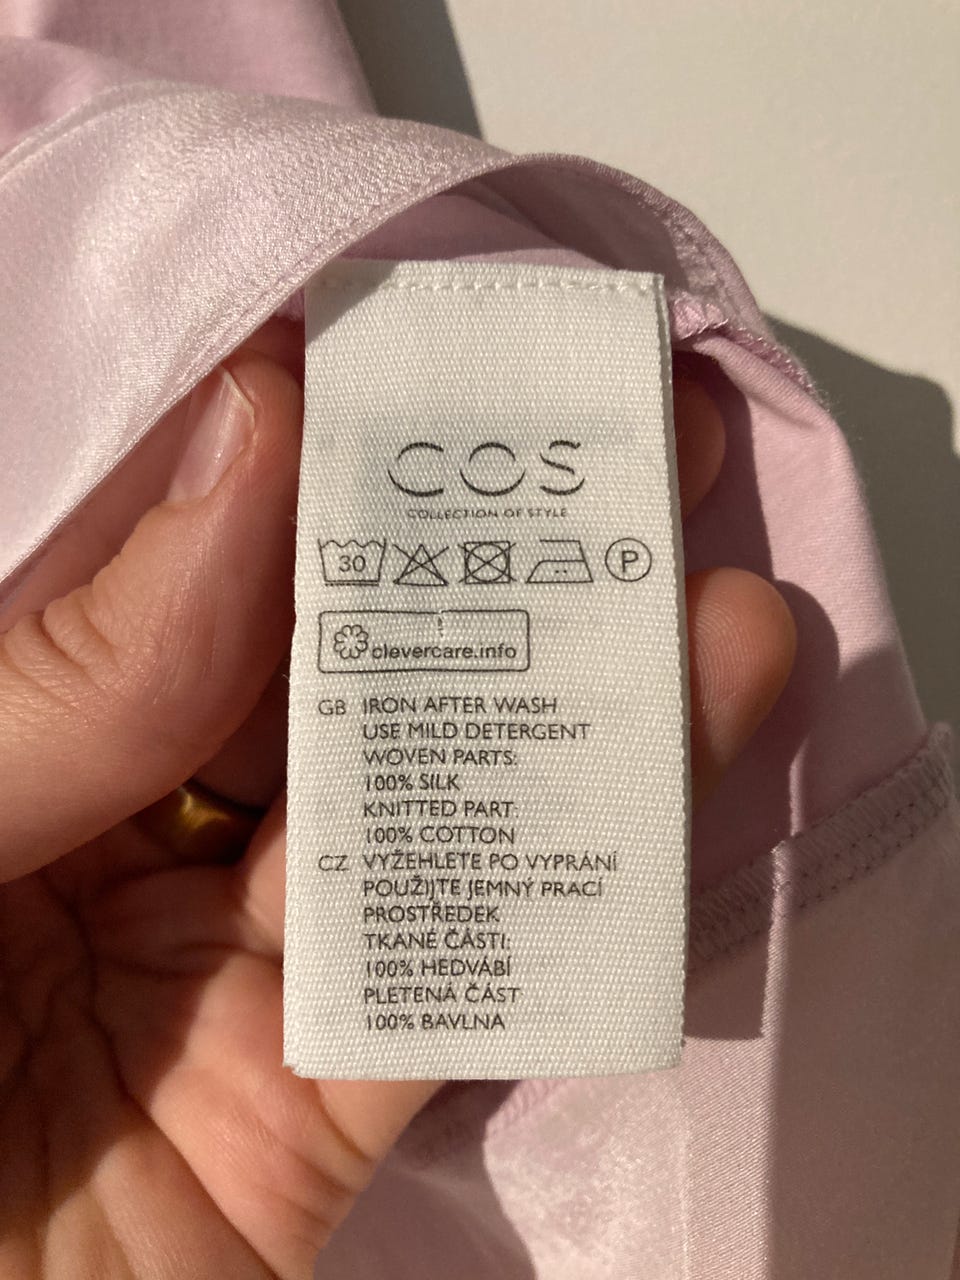 COS
COLLECTION OF STYLE
30 P
clevercare.info
GB IRON AFTER WASH
USE MILD DETERGENT
WOVEN PARTS:
100% SILK
KNITTED PART:
100% COTTON
CZ VYŽEHLETE PO VYPRÁNÍ
POUŽIJTE JEMNÝ PRACÍ
PROSTŘEDEK
TKANÉ ČÁSTI:
100% HEDVÁBÍ
PLETENÁ ČÁST
100% BAVLNA